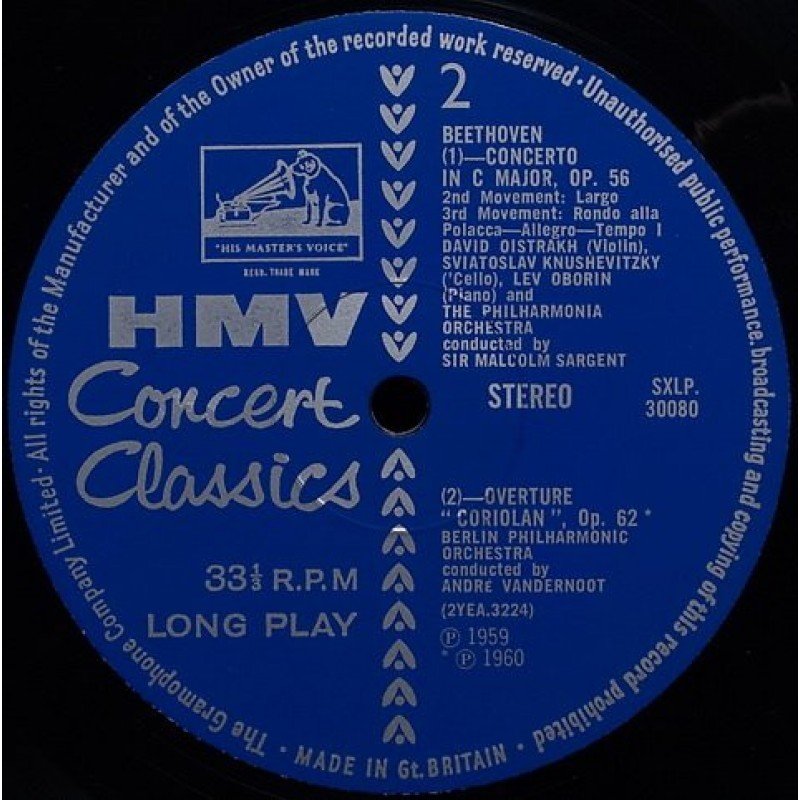 The Gramophone Company Limited · All rights of the Manufacturer and of the Owner of the recorded work reserved · Unauthorised public performance. broadcasting and copying of this record prohibited
· MADE IN Gt. BRITAIN ·
"HIS MASTER'S VOICE"
REGD. TRADE MARK
HMV
Concert
Classics
33⅓ R.P.M
LONG PLAY
2
BEETHOVEN
(1)—CONCERTO
IN C MAJOR, OP. 56
2nd Movement: Largo
3rd Movement: Rondo alla
Polacca—Allegro—Tempo I
DAVID OISTRAKH (Violin),
SVIATOSLAV KNUSHEVITZKY
('Cello), LEV OBORIN
(Piano) and
THE PHILHARMONIA
ORCHESTRA
conducted by
SIR MALCOLM SARGENT
STEREO
SXLP.
30080
(2)—OVERTURE
"CORIOLAN", Op. 62 *
BERLIN PHILHARMONIC
ORCHESTRA
conducted by
ANDRÉ VANDERNOOT
(2YEA.3224)
℗ 1959
* ℗ 1960